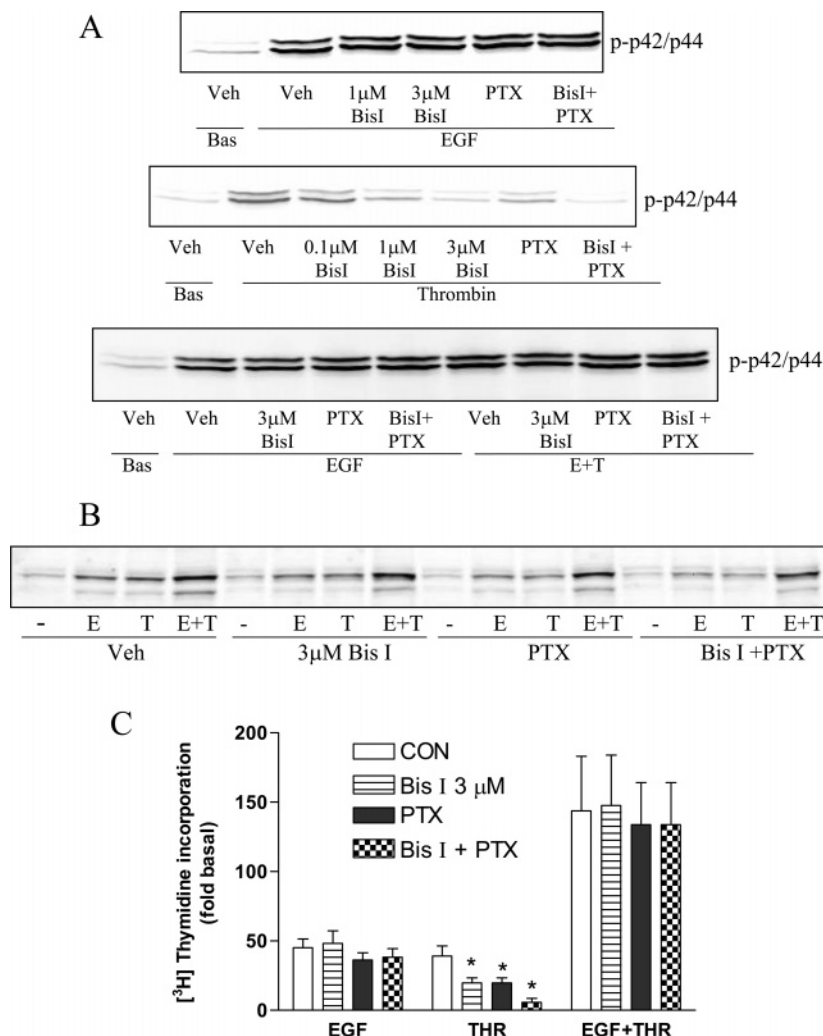 A
p-p42/p44
Veh Veh 1μM 3μM PTX BisI+
BisI BisI PTX
Bas EGF
p-p42/p44
Veh Veh 0.1μM 1μM 3μM PTX BisI +
BisI BisI BisI PTX
Bas Thrombin
p-p42/p44
Veh Veh 3μM PTX BisI+ Veh 3μM PTX BisI +
BisI PTX BisI PTX
Bas EGF E+T
B
- E T E+T - E T E+T - E T E+T - E T E+T
Veh 3μM Bis I PTX Bis I +PTX
C
[³H] Thymidine incorporation
(fold basal)
200
150
100
50
0
CON
Bis I 3 μM
PTX
Bis I + PTX
* * *
EGF THR EGF+THR